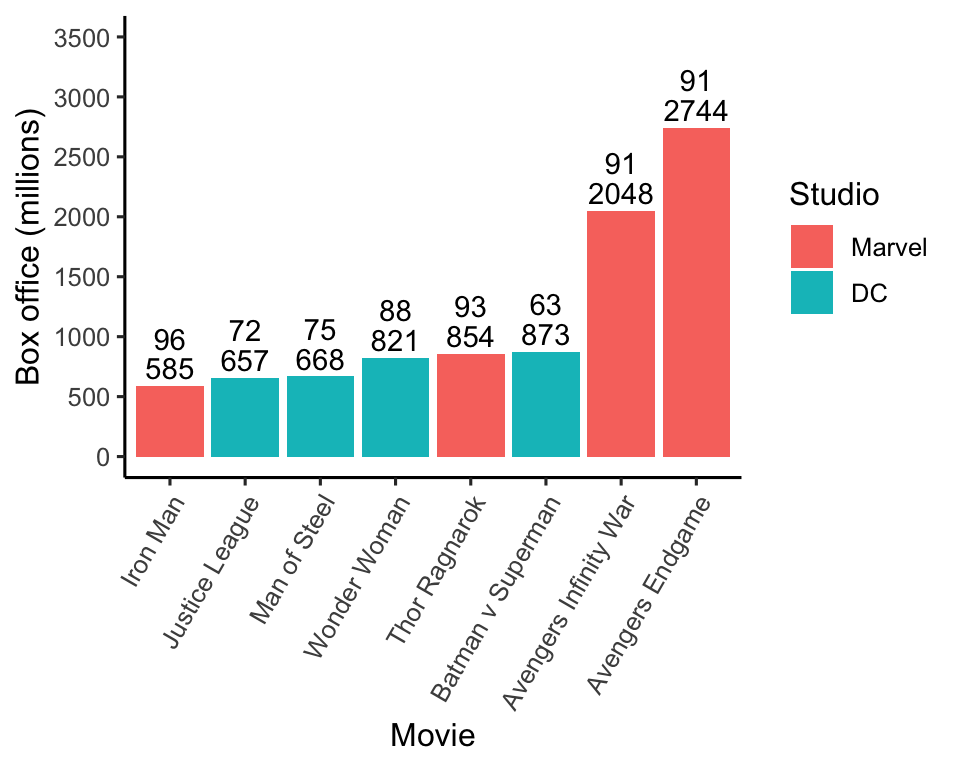 3500
3000
2500
2000
1500
1000
500
0
Box office (millions)
96
585
72
657
75
668
88
821
93
854
63
873
91
2048
91
2744
Iron Man
Justice League
Man of Steel
Wonder Woman
Thor Ragnarok
Batman v Superman
Avengers Infinity War
Avengers Endgame
Movie
Studio
Marvel
DC